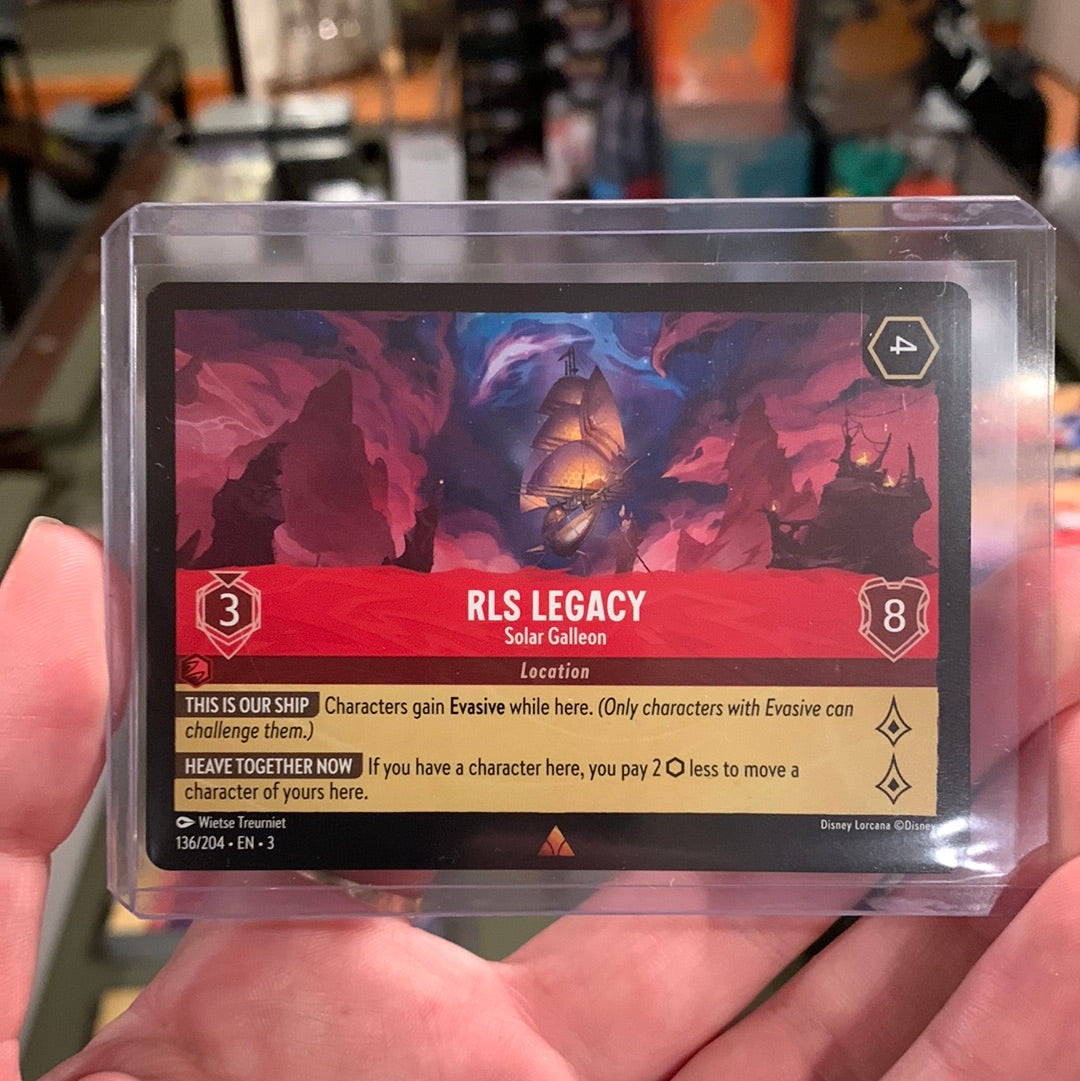 4
3
RLS LEGACY
8
Solar Galleon
Location
THIS IS OUR SHIP Characters gain Evasive while here. (Only characters with Evasive can
challenge them.)
HEAVE TOGETHER NOW If you have a character here, you pay 2 ⬡ less to move a
character of yours here.
Wietse Treurniet
Disney Lorcana ©Disney
136/204 • EN • 3